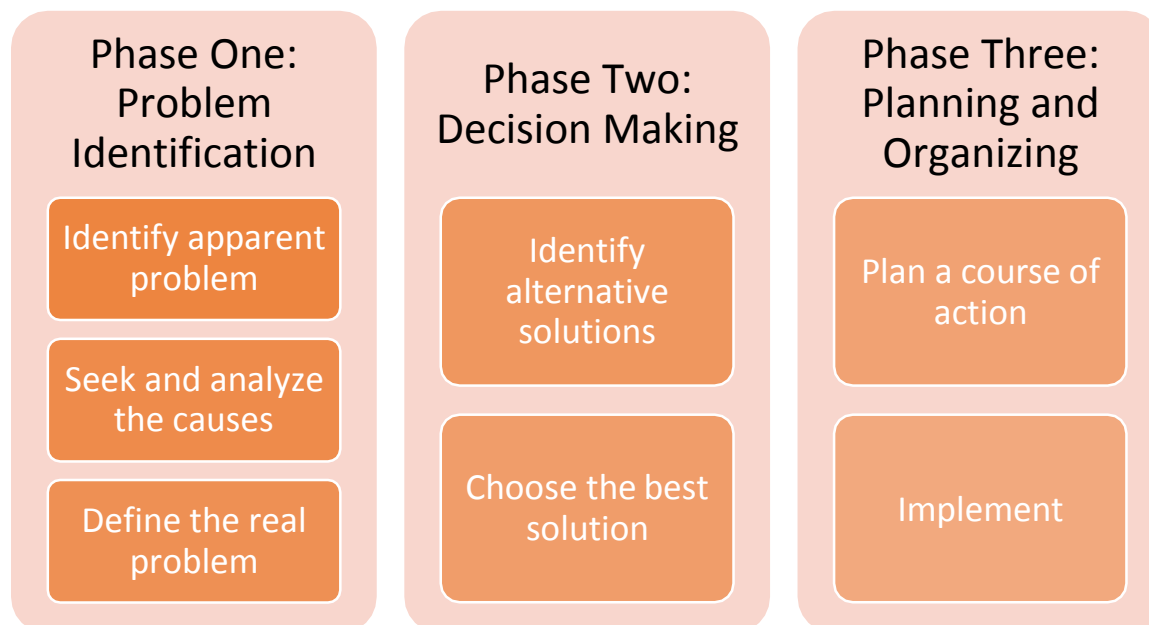 Phase One:
Problem
Identification
Identify apparent
problem
Seek and analyze
the causes
Define the real
problem
Phase Two:
Decision Making
Identify
alternative
solutions
Choose the best
solution
Phase Three:
Planning and
Organizing
Plan a course of
action
Implement